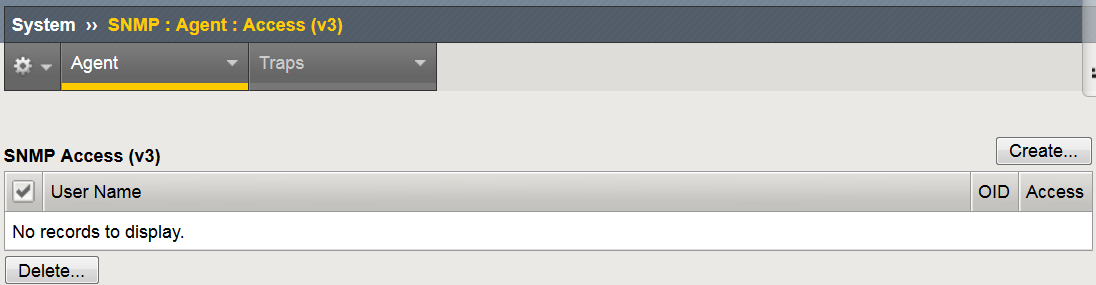 System ›› SNMP : Agent : Access (v3)
Agent Traps
SNMP Access (v3)
Create...
User Name OID Access
No records to display.
Delete...